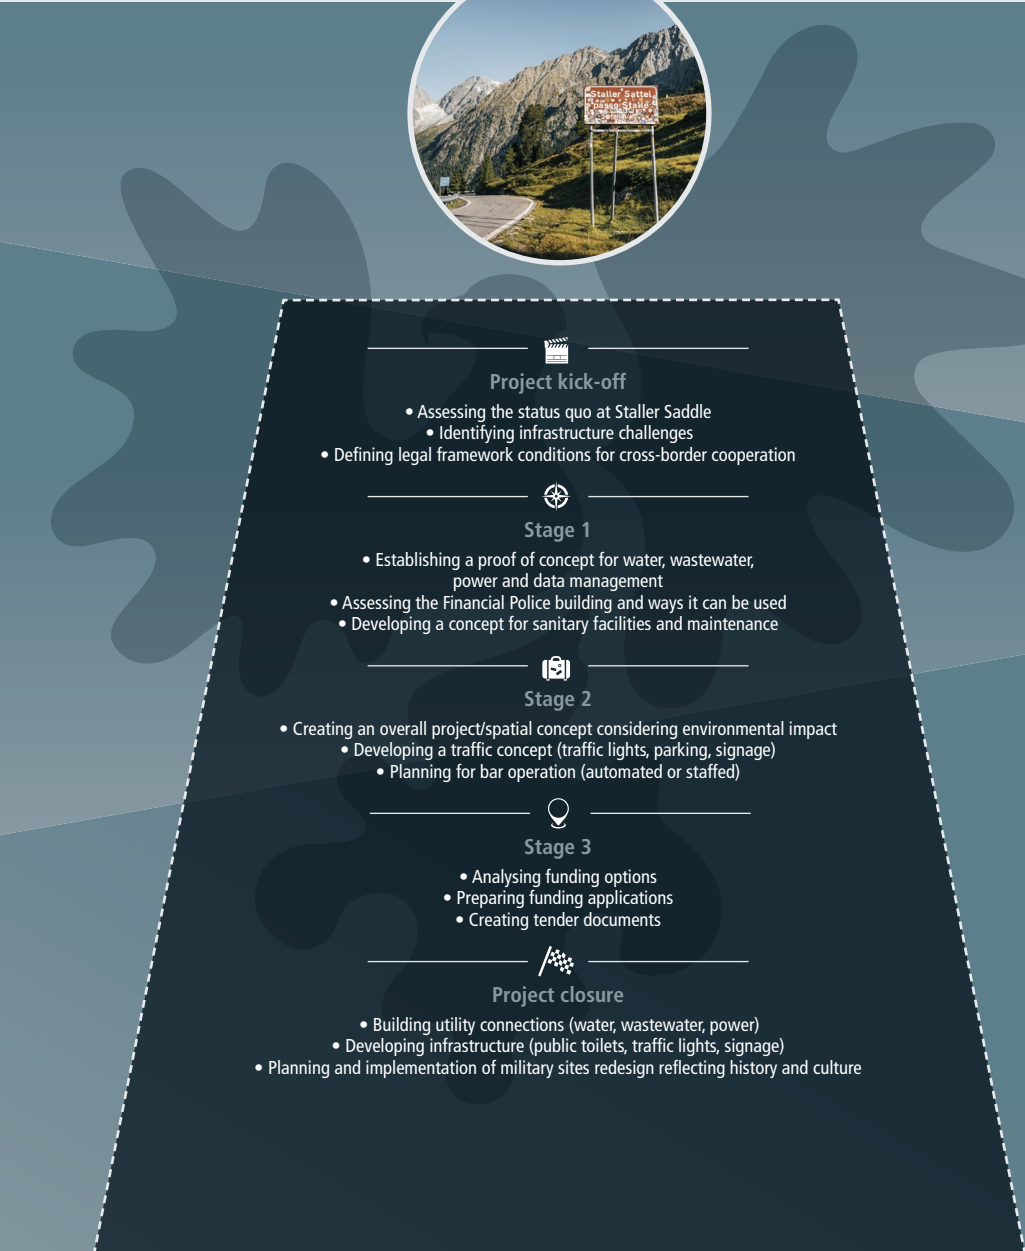 Staller Sattel
passo Stalle
Project kick-off
• Assessing the status quo at Staller Saddle
• Identifying infrastructure challenges
• Defining legal framework conditions for cross-border cooperation
Stage 1
• Establishing a proof of concept for water, wastewater,
power and data management
• Assessing the Financial Police building and ways it can be used
• Developing a concept for sanitary facilities and maintenance
Stage 2
• Creating an overall project/spatial concept considering environmental impact
• Developing a traffic concept (traffic lights, parking, signage)
• Planning for bar operation (automated or staffed)
Stage 3
• Analysing funding options
• Preparing funding applications
• Creating tender documents
Project closure
• Building utility connections (water, wastewater, power)
• Developing infrastructure (public toilets, traffic lights, signage)
• Planning and implementation of military sites redesign reflecting history and culture